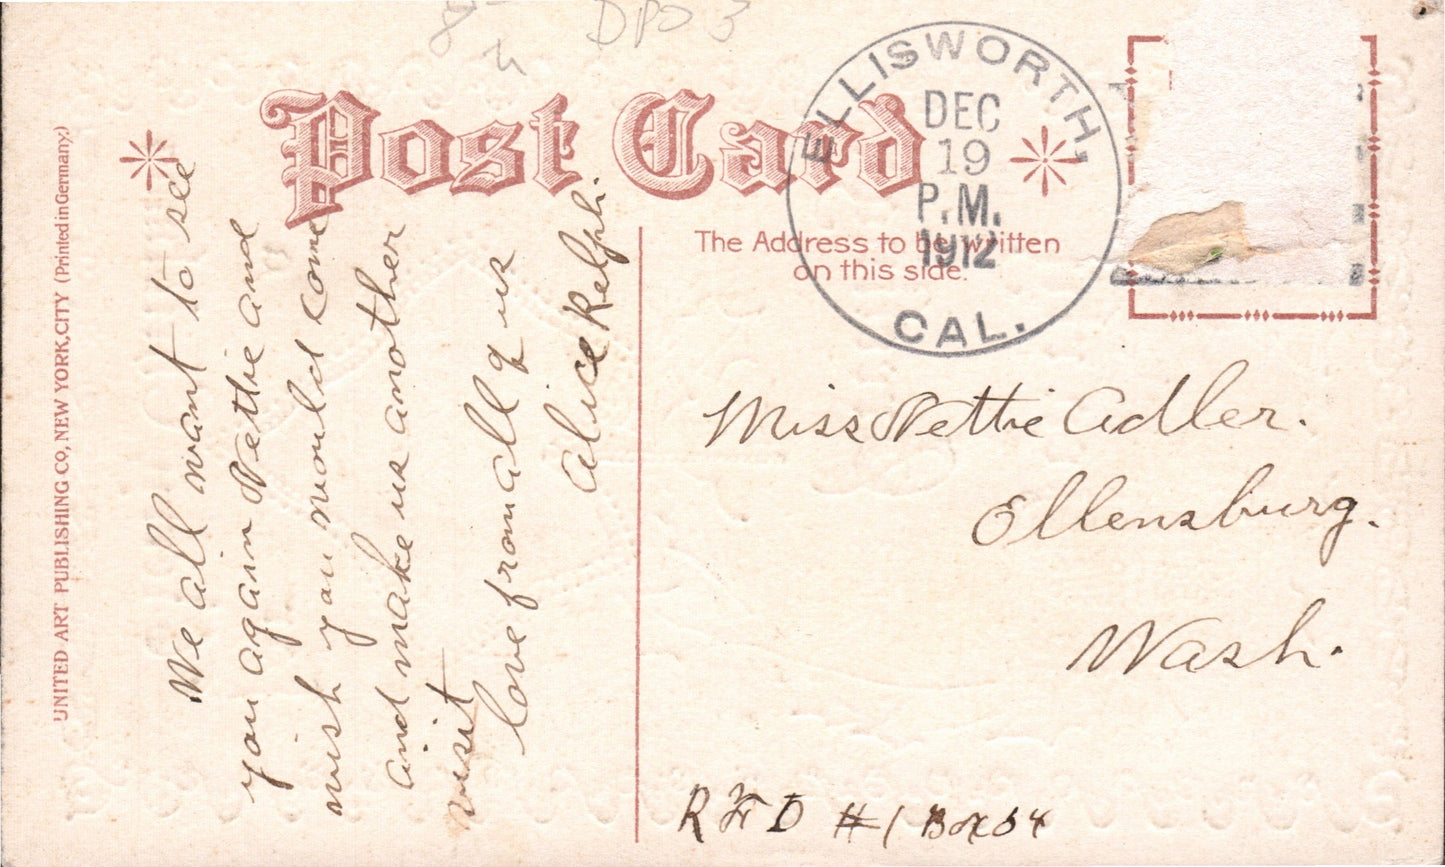 DPO 3
Post Card
ELLISWORTH,
DEC
19
P.M.
1912
CAL.
The Address to be written
on this side.
UNITED ART PUBLISHING CO, NEW YORK, CITY (Printed in Germany.)
We all want to see
you again Nettie and
wish you would come
and make us another
visit
love from all of us
Alice
Miss Nettie Adler.
Ellensburg.
Wash.
RFD #1 Box